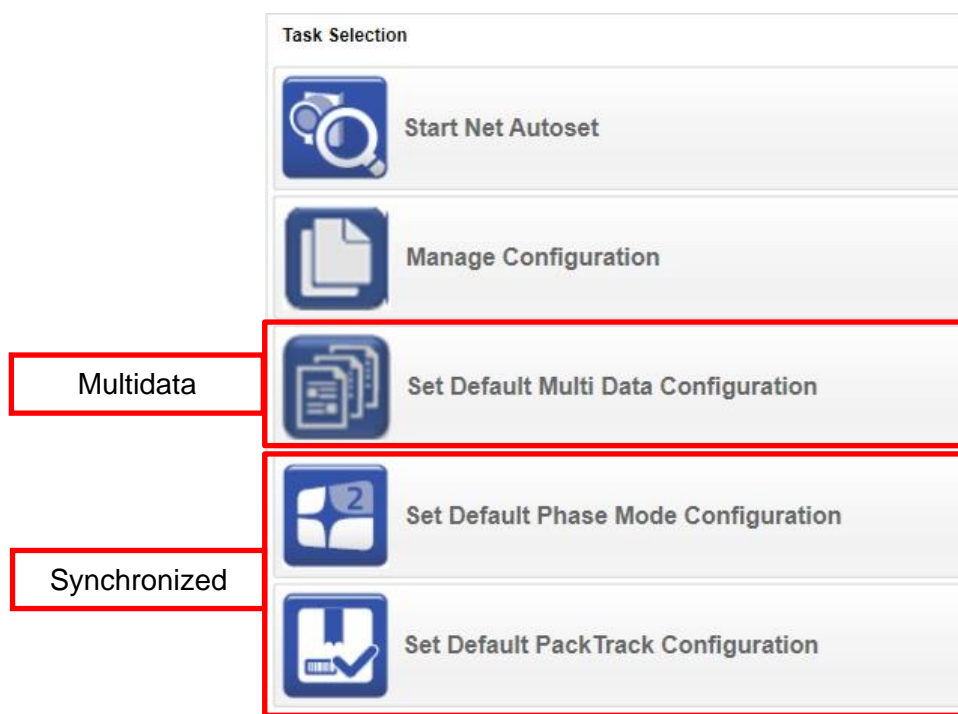 Task Selection
Start Net Autoset
Manage Configuration
Multidata
Set Default Multi Data Configuration
2
Set Default Phase Mode Configuration
Synchronized
Set Default PackTrack Configuration